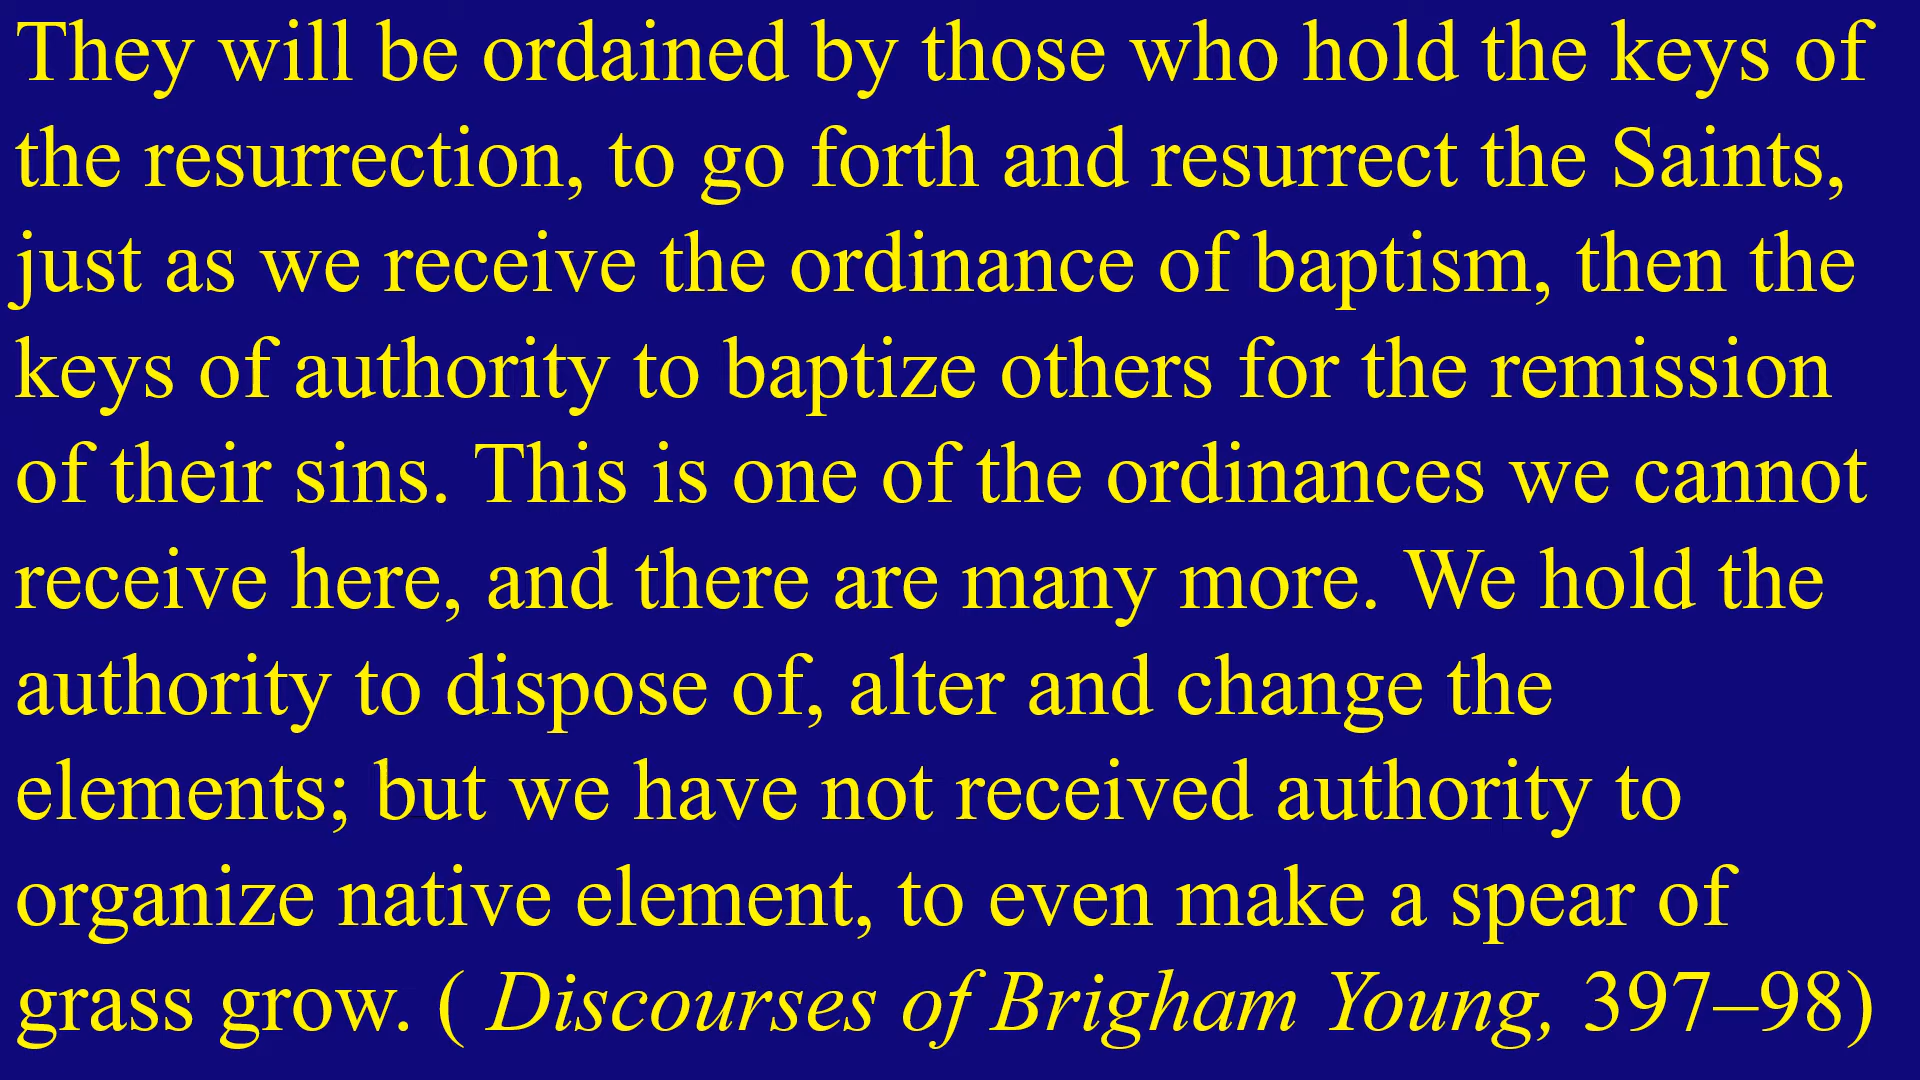 They will be ordained by those who hold the keys of
the resurrection, to go forth and resurrect the Saints,
just as we receive the ordinance of baptism, then the
keys of authority to baptize others for the remission
of their sins. This is one of the ordinances we cannot
receive here, and there are many more. We hold the
authority to dispose of, alter and change the
elements; but we have not received authority to
organize native element, to even make a spear of
grass grow. ( Discourses of Brigham Young, 397–98)